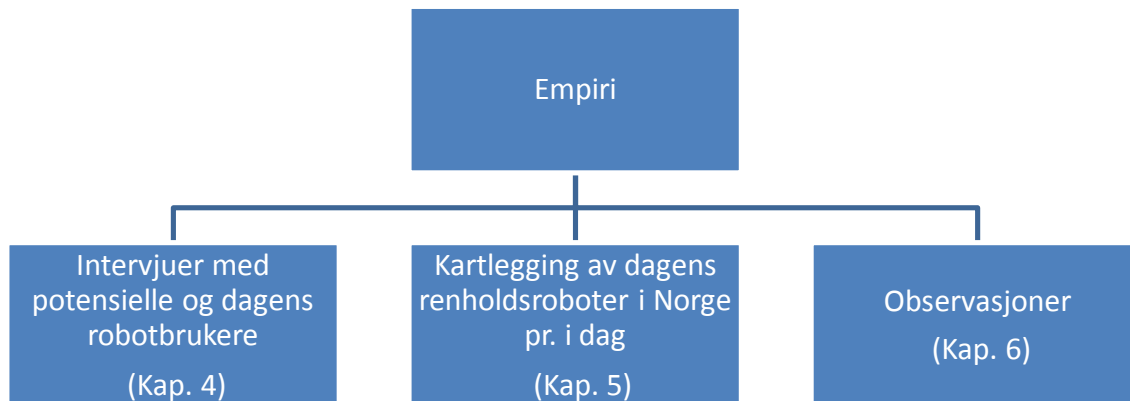 Empiri
Intervjuer med
potensielle og dagens
robotbrukere
(Kap. 4)
Kartlegging av dagens
renholdsroboter i Norge
pr. i dag
(Kap. 5)
Observasjoner
(Kap. 6)